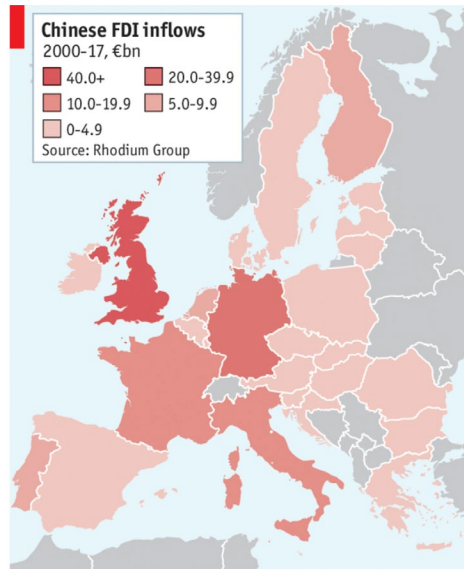 Chinese FDI inflows
2000-17, €bn
40.0+ 20.0-39.9
10.0-19.9 5.0-9.9
0-4.9
Source: Rhodium Group